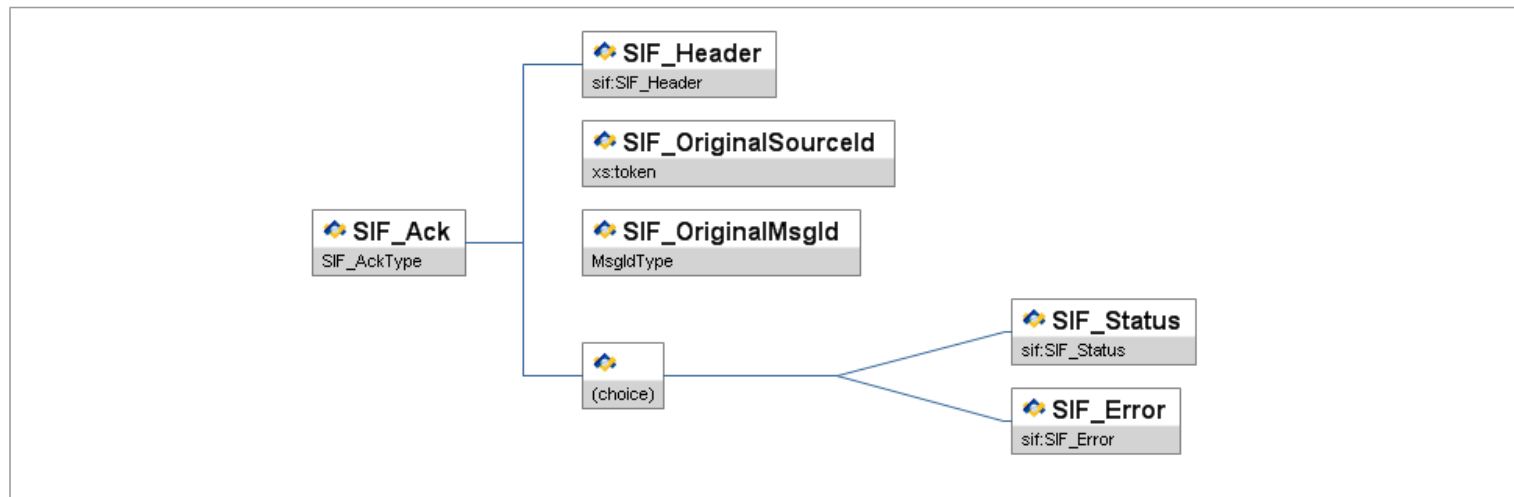 SIF_Header
sif:SIF_Header
SIF_OriginalSourceId
xs:token
SIF_Ack
SIF_AckType
SIF_OriginalMsgId
MsgIdType
SIF_Status
sif:SIF_Status
(choice)
SIF_Error
sif:SIF_Error